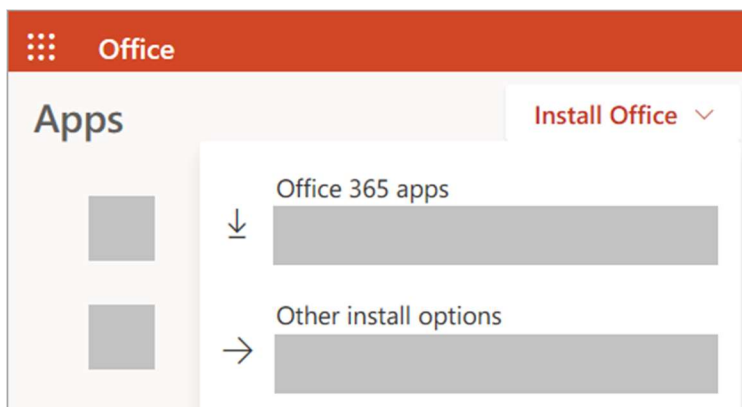 Office
Apps
Install Office
Office 365 apps
Other install options